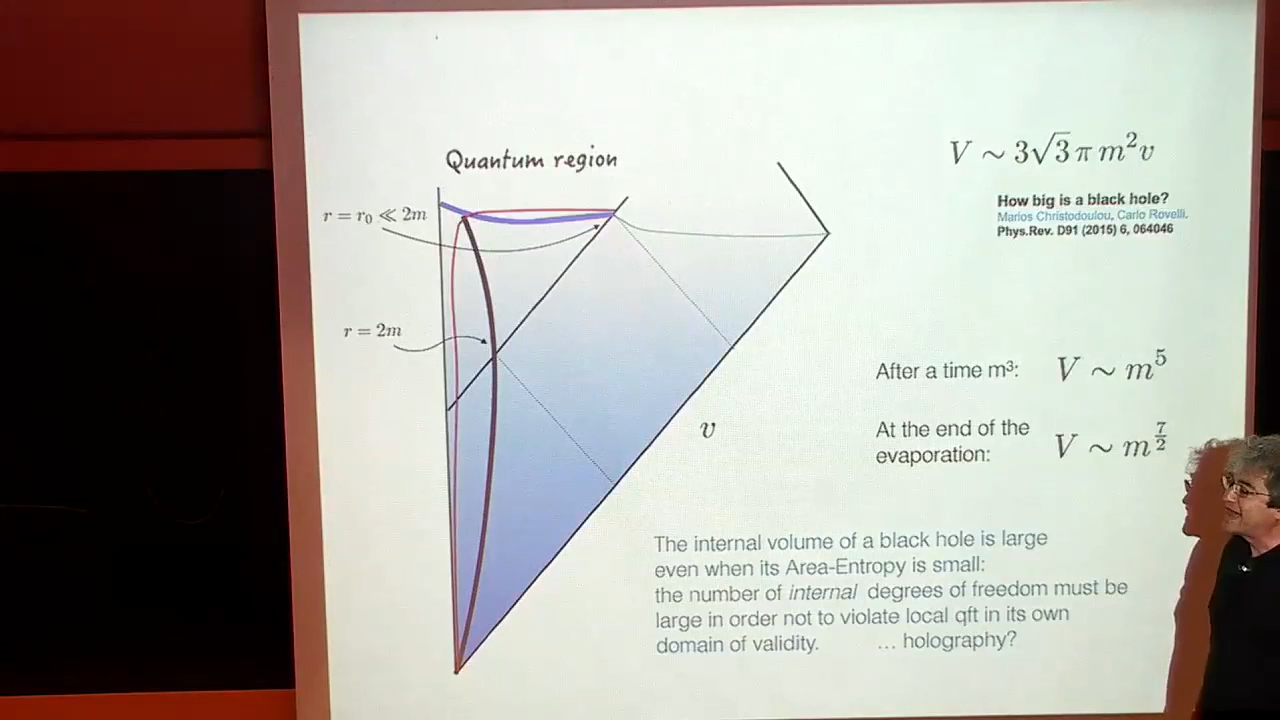 Quantum region
r = r₀ ≪ 2m
r = 2m
v
V ∼ 3√3 π m² v
How big is a black hole?
Marios Christodoulou, Carlo Rovelli.
Phys.Rev. D91 (2015) 6, 064046
After a time m³: V ∼ m⁵
At the end of the
evaporation: V ∼ m^(7/2)
The internal volume of a black hole is large
even when its Area-Entropy is small:
the number of internal degrees of freedom must be
large in order not to violate local qft in its own
domain of validity. ... holography?